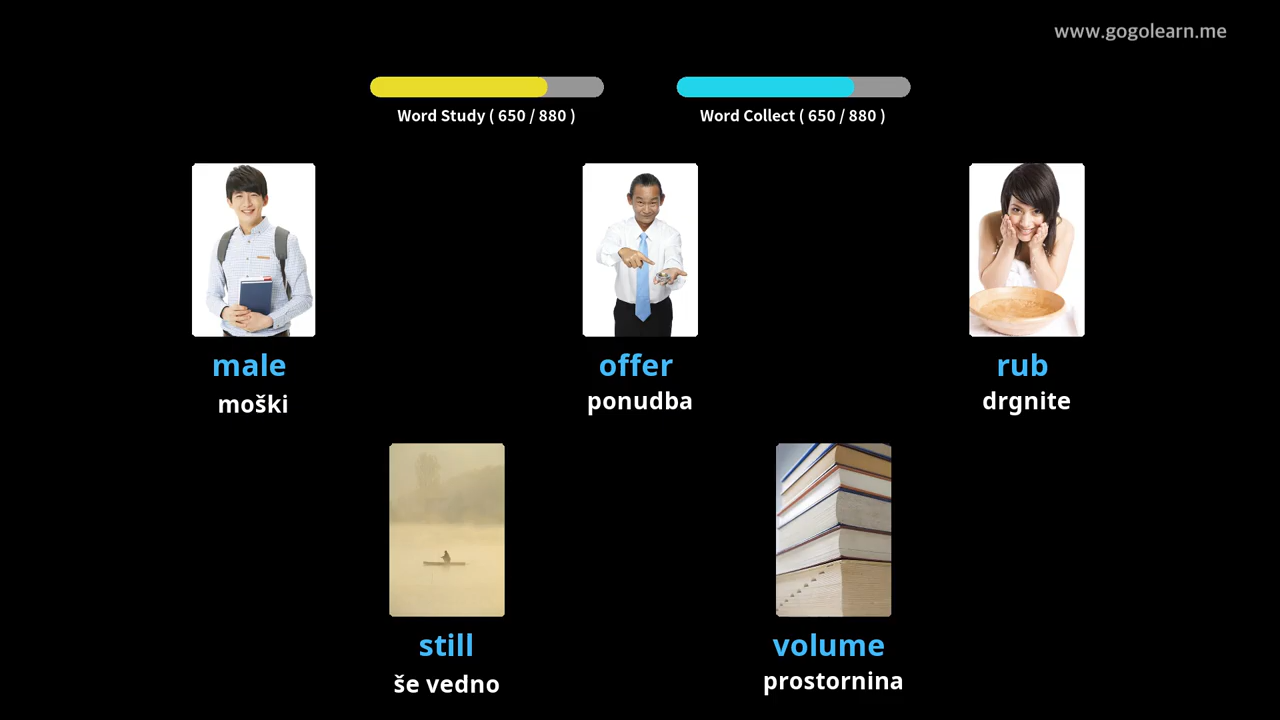 www.gogolearn.me
Word Study ( 650 / 880 )
Word Collect ( 650 / 880 )
male
moški
offer
ponudba
rub
drgnite
still
še vedno
volume
prostornina